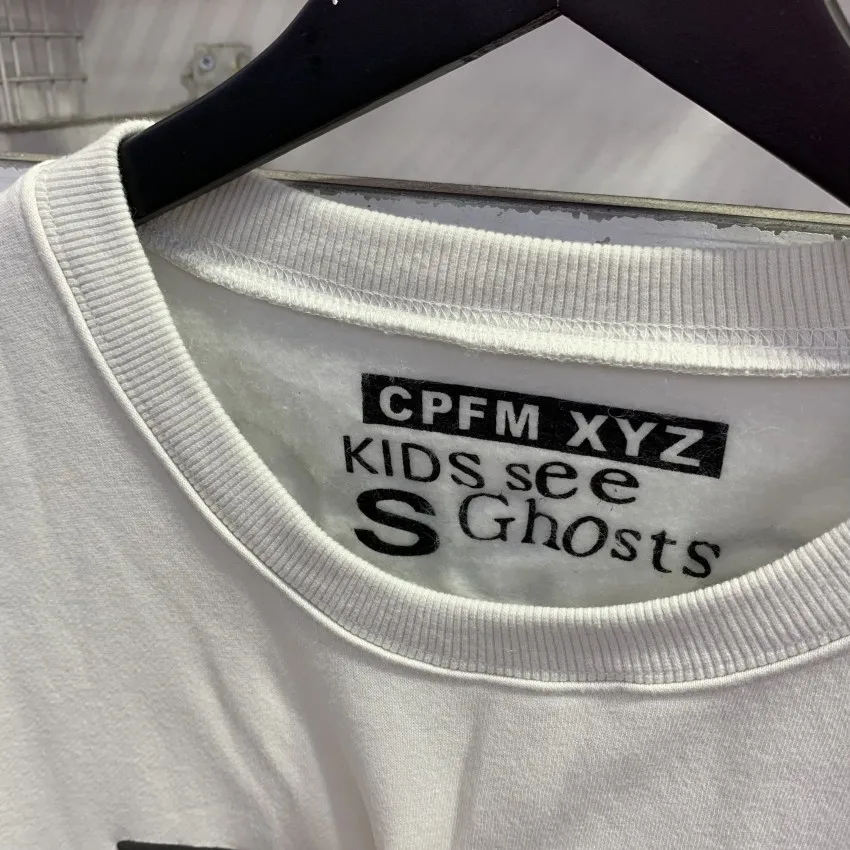 CPFM XYZ
KIDS see
S Ghosts